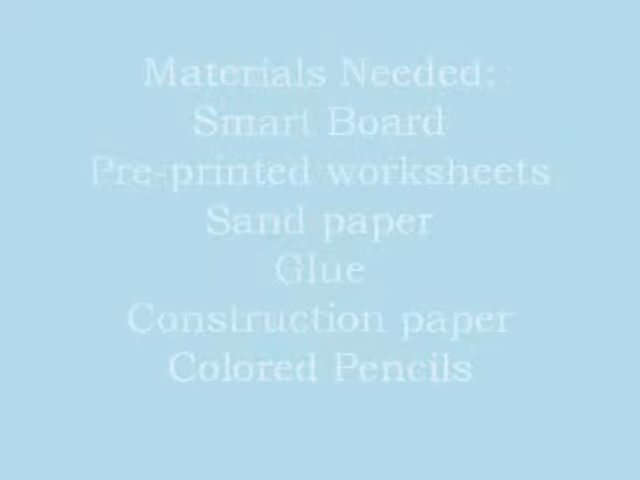 Materials Needed:
Smart Board
Pre-printed worksheets
Sand paper
Glue
Construction paper
Colored Pencils